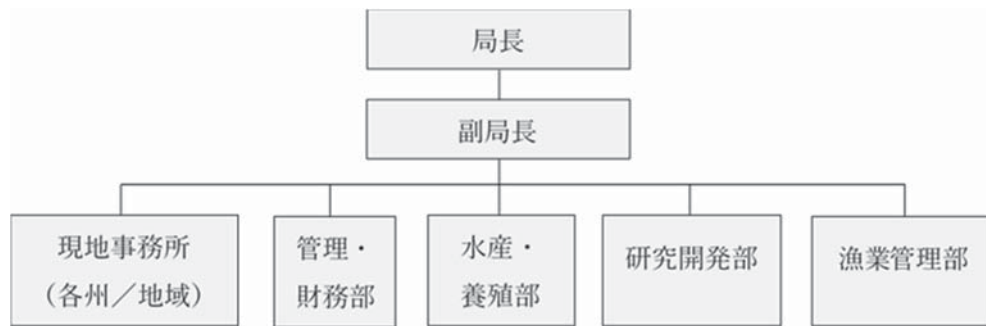 局長
副局長
現地事務所
（各州／地域）
管理・
財務部
水産・
養殖部
研究開発部
漁業管理部